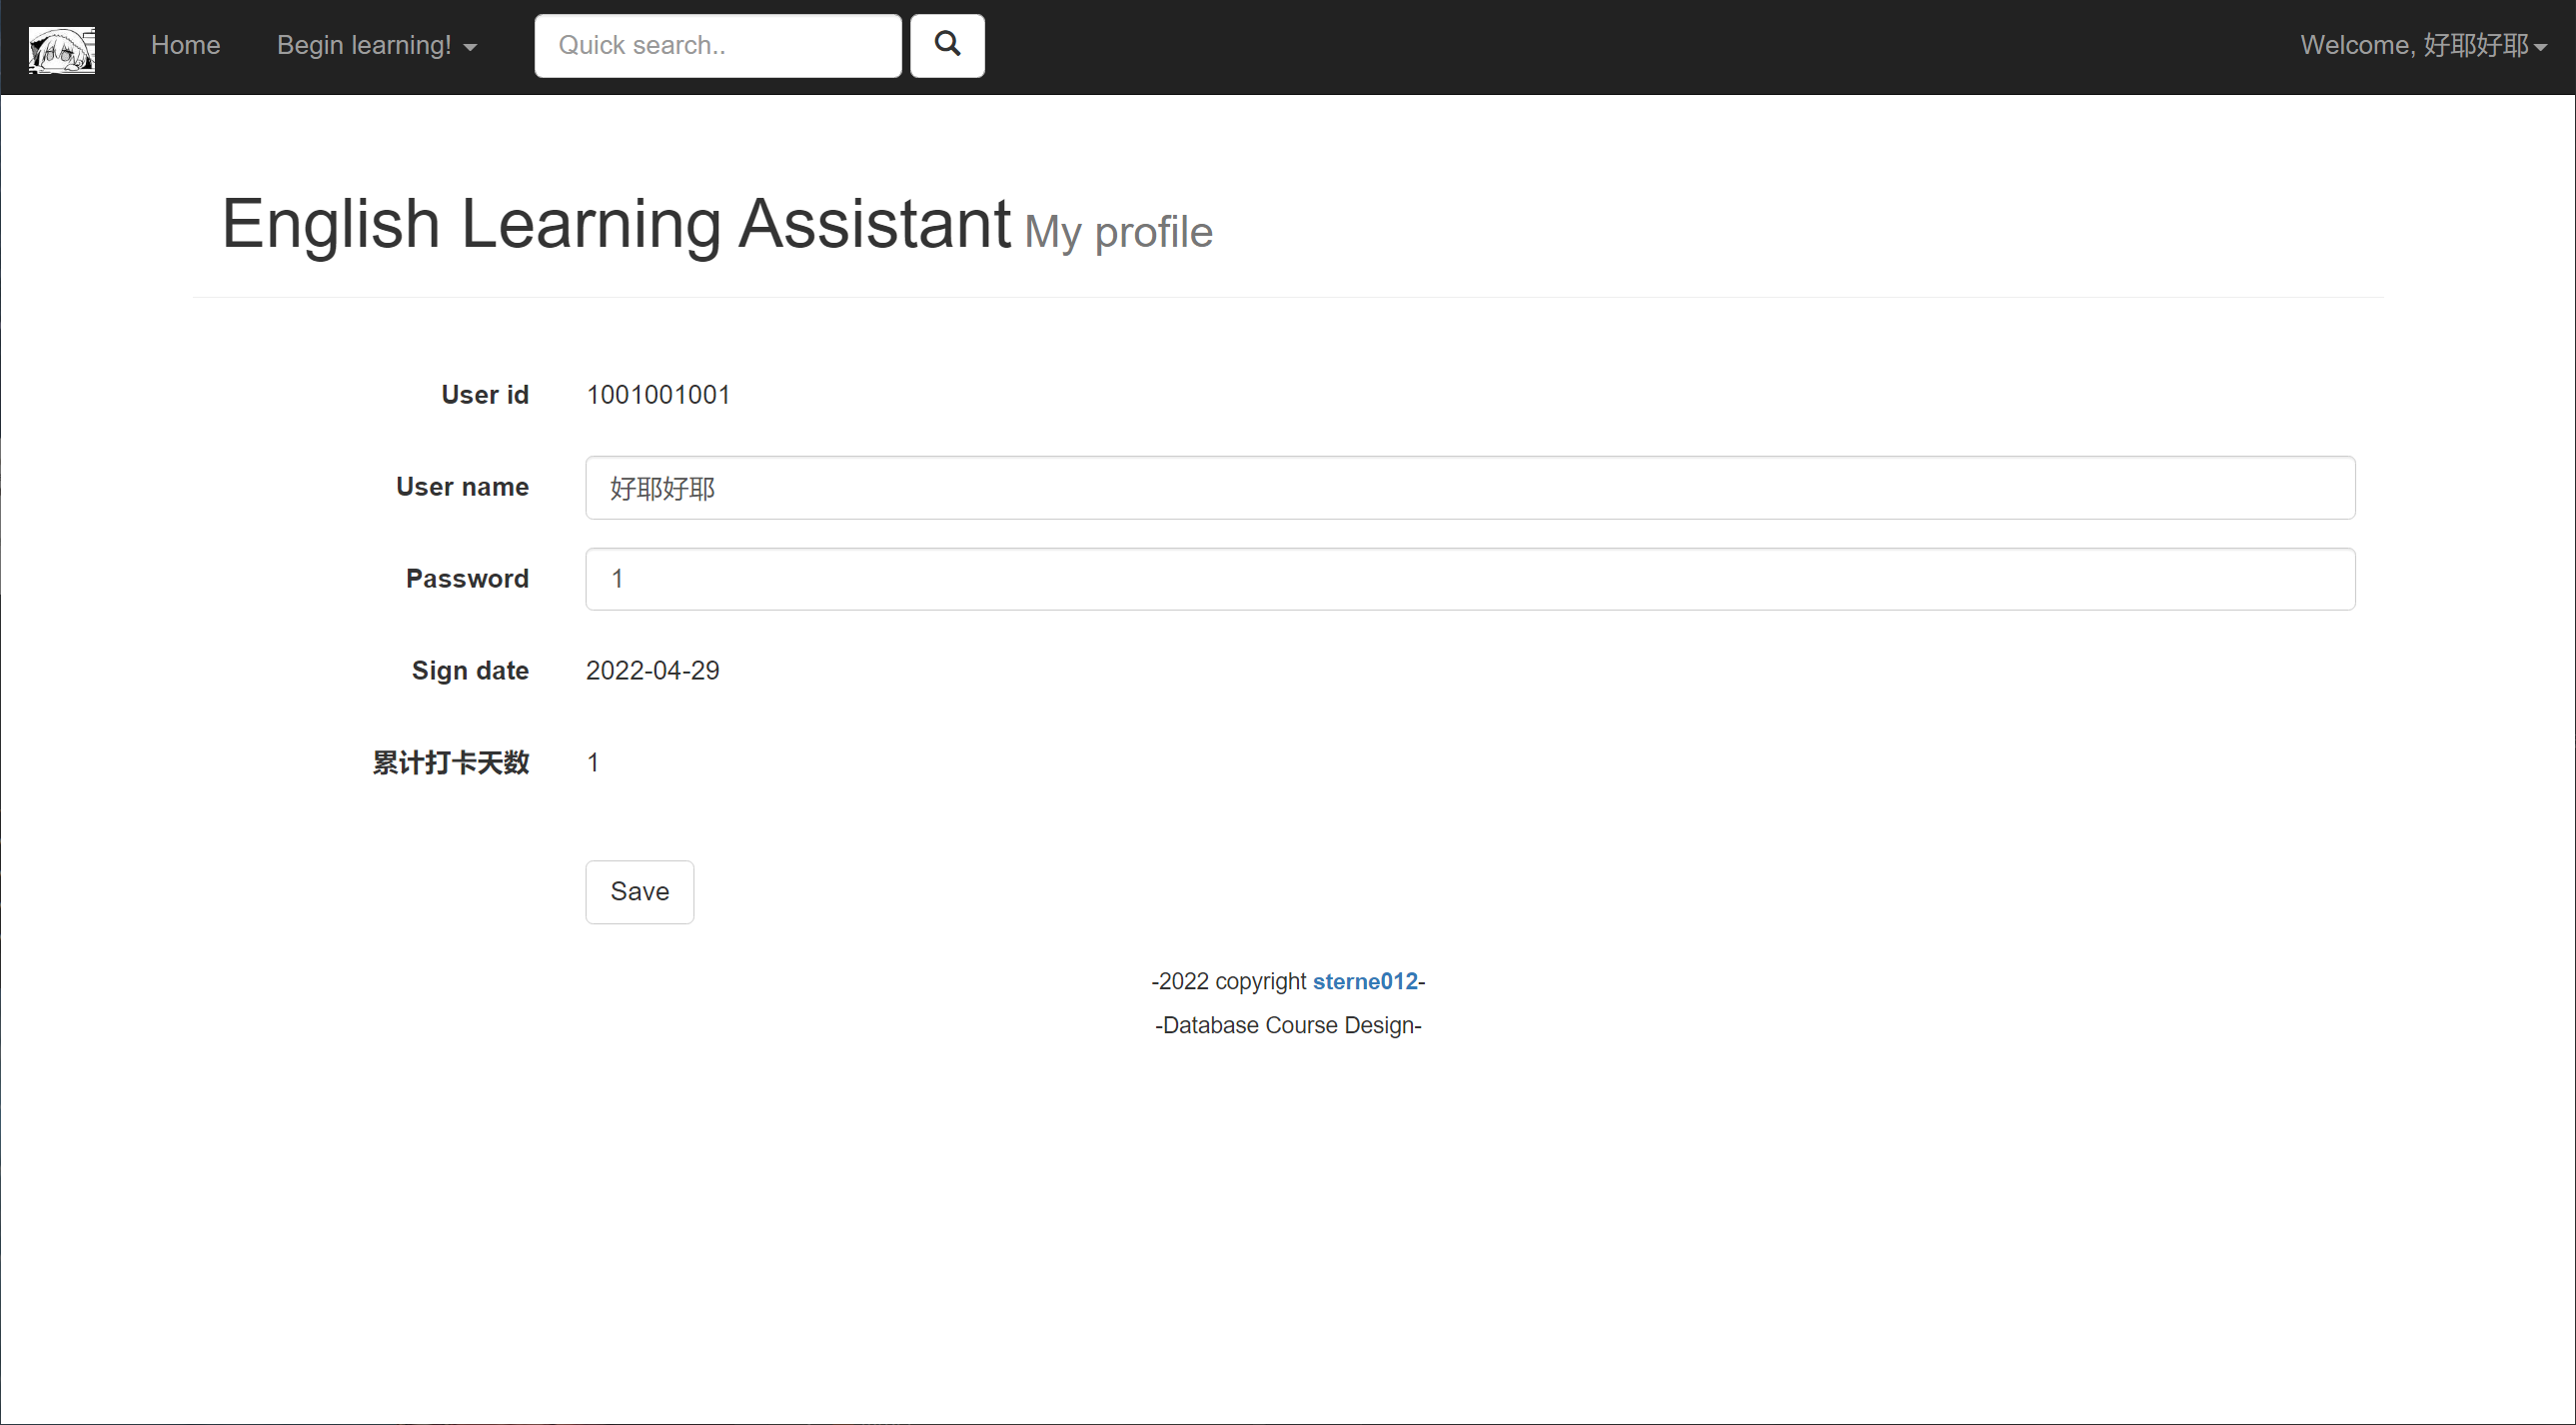 Home Begin learning! Quick search.. Welcome, 好耶好耶
English Learning Assistant My profile
User id 1001001001
User name 好耶好耶
Password 1
Sign date 2022-04-29
累计打卡天数 1
Save
-2022 copyright sterne012-
-Database Course Design-